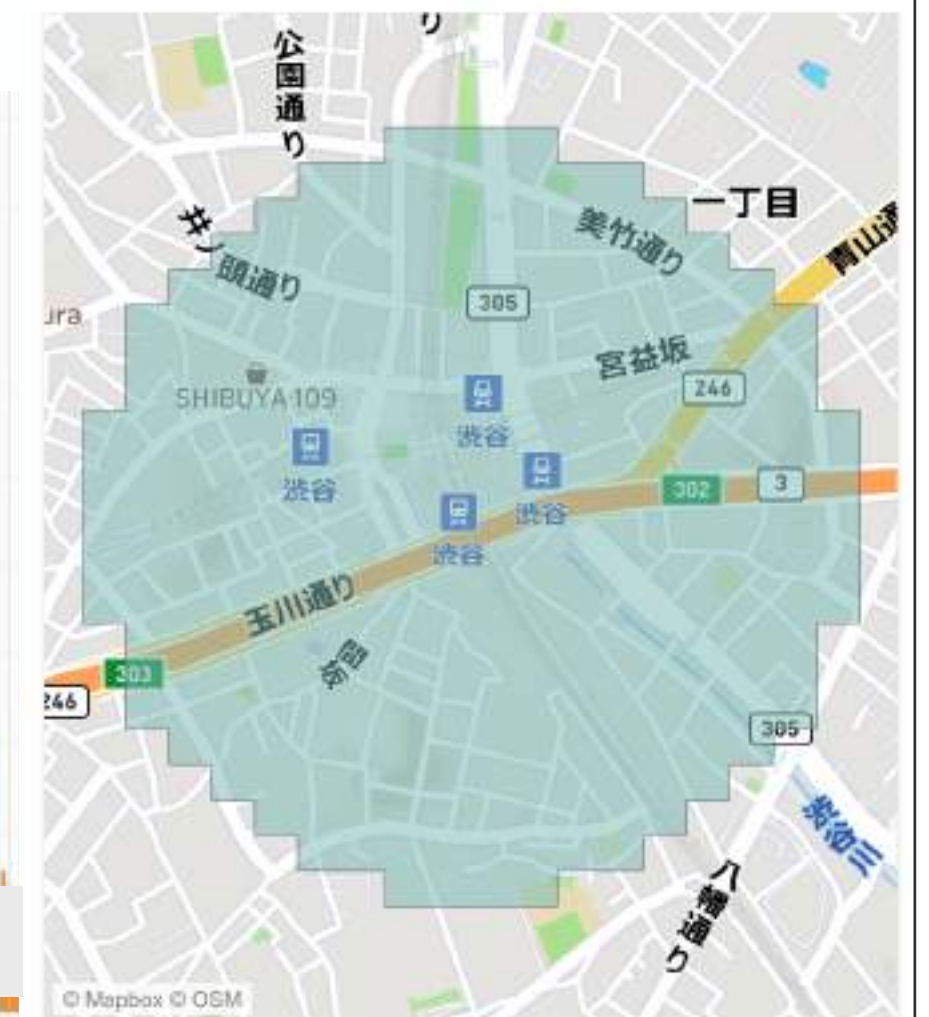 り
公園通り
一丁目
青山通
美竹通り
井ノ頭通り
305
ura
宮益坂
246
SHIBUYA109
渋谷
渋谷
渋谷
渋谷
302
3
玉川通り
303
246
305
渋谷三
八幡通り
© Mapbox © OSM